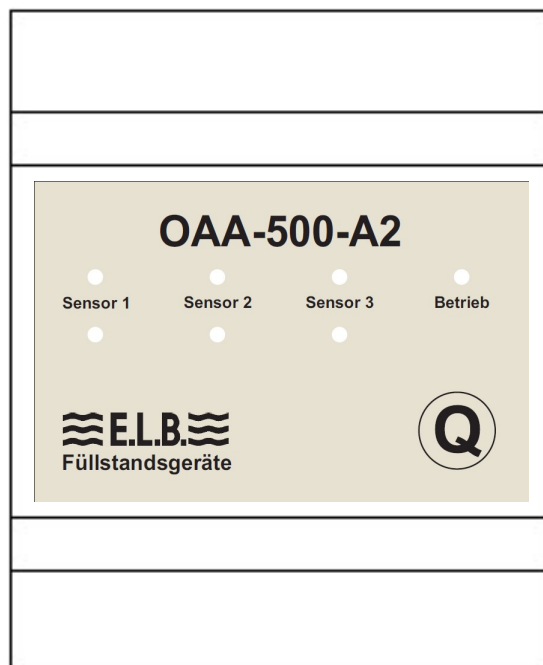 OAA-500-A2
Sensor 1 Sensor 2 Sensor 3 Betrieb
E.L.B.
Füllstandsgeräte
Q